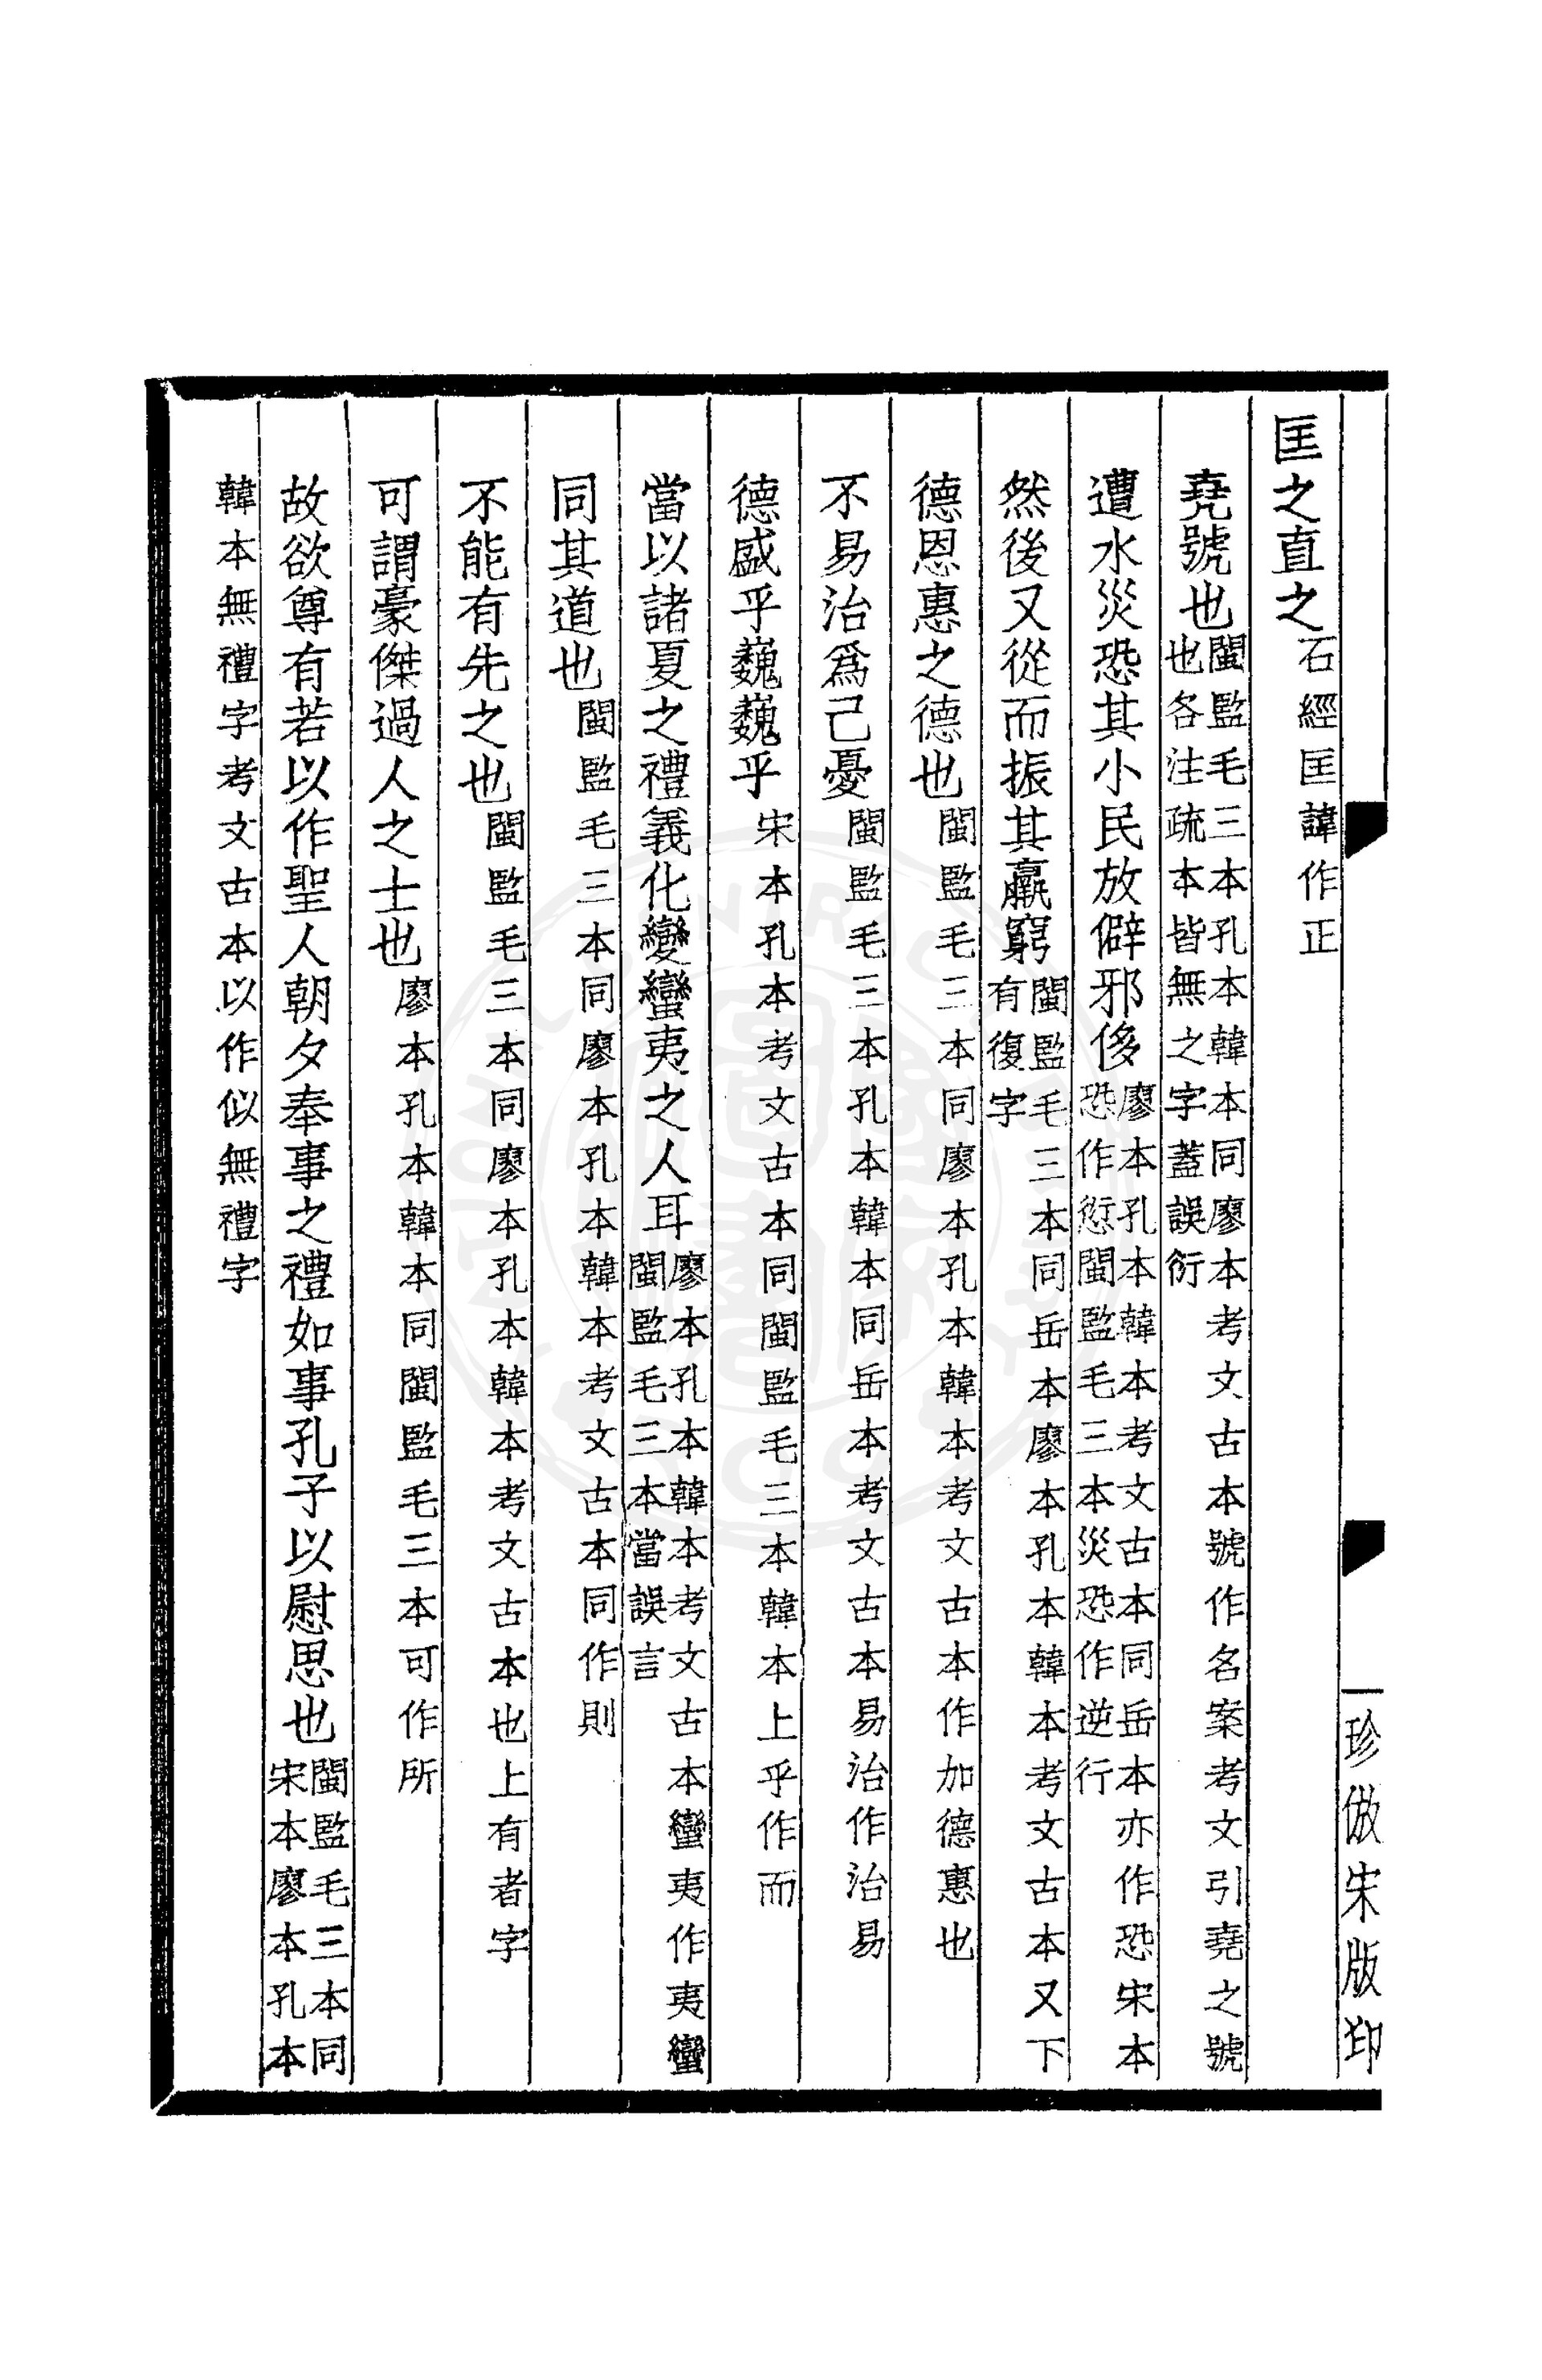 匡之直之石經匡諱作正
堯號也閩監毛三本孔本韓本同廖本考文古本號作名案考文引堯之號
也各注疏本皆無之字蓋誤衍
遭水災恐其小民放僻邪侈廖本孔本韓本考文古本同岳本亦作恐宋本
恐作愆閩監毛三本災恐作逆行
然後又從而振其羸窮閩監毛三本同岳本廖本孔本韓本考文古本又下
有復字
德恩惠之德也閩監毛三本同廖本孔本韓本考文古本作加德惠也
不易治爲己憂閩監毛三本孔本韓本同岳本考文古本易治作治易
德盛乎巍巍乎宋本孔本考文古本同閩監毛三本韓本上乎作而
當以諸夏之禮義化變蠻夷之人耳廖本孔本韓本考文古本蠻夷作夷蠻
閩監毛三本當誤言
同其道也閩監毛三本同廖本孔本韓本考文古本同作則
不能有先之也閩監毛三本同廖本孔本韓本考文古本也上有者字
可謂豪傑過人之士也廖本孔本韓本同閩監毛三本可作所
故欲尊有若以作聖人朝夕奉事之禮如事孔子以慰思也閩監毛三本同
宋本廖本孔本
韓本無禮字考文古本以作似無禮字
珍倣宋版印